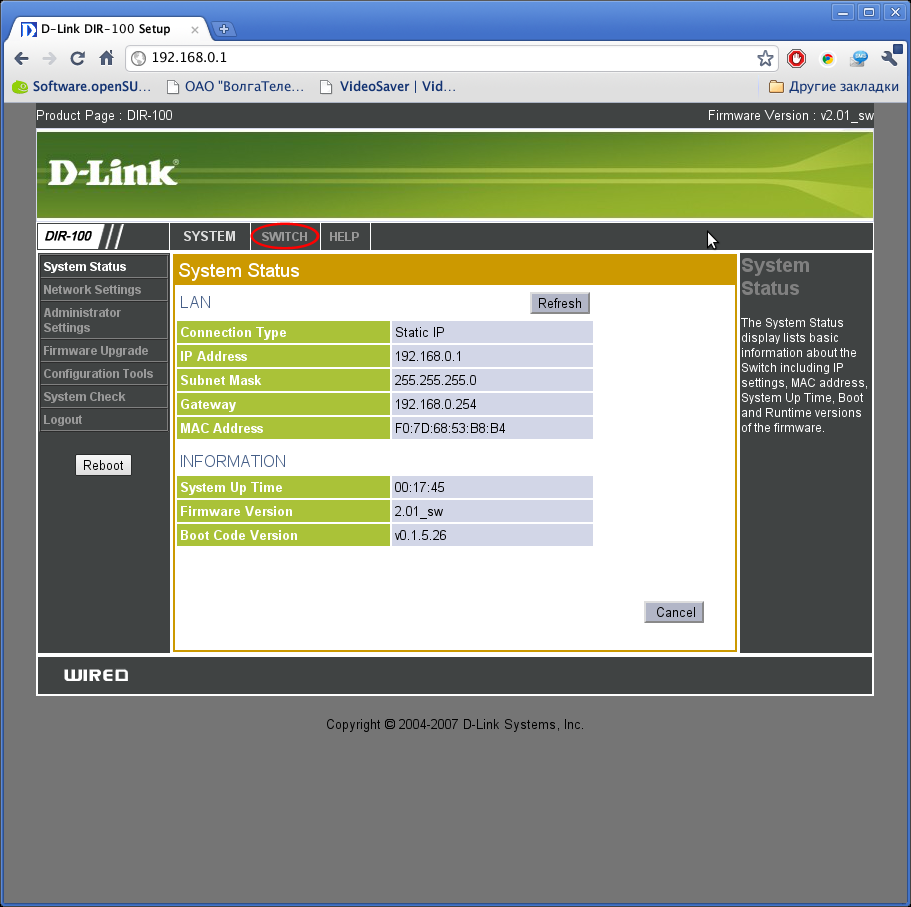 D-Link DIR-100 Setup
192.168.0.1
Software.openSU...
ОАО "ВолгаТеле...
VideoSaver | Vid...
Другие закладки
Product Page : DIR-100
Firmware Version : v2.01_sw
D-Link
DIR-100
SYSTEM
SWITCH
HELP
System Status
Network Settings
Administrator
Settings
Firmware Upgrade
Configuration Tools
System Check
Logout
Reboot
System Status
LAN
Refresh
Connection Type Static IP
IP Address 192.168.0.1
Subnet Mask 255.255.255.0
Gateway 192.168.0.254
MAC Address F0:7D:68:53:B8:B4
INFORMATION
System Up Time 00:17:45
Firmware Version 2.01_sw
Boot Code Version v0.1.5.26
Cancel
System
Status
The System Status
display lists basic
information about the
Switch including IP
settings, MAC address,
System Up Time, Boot
and Runtime versions
of the firmware.
WIRED
Copyright © 2004-2007 D-Link Systems, Inc.